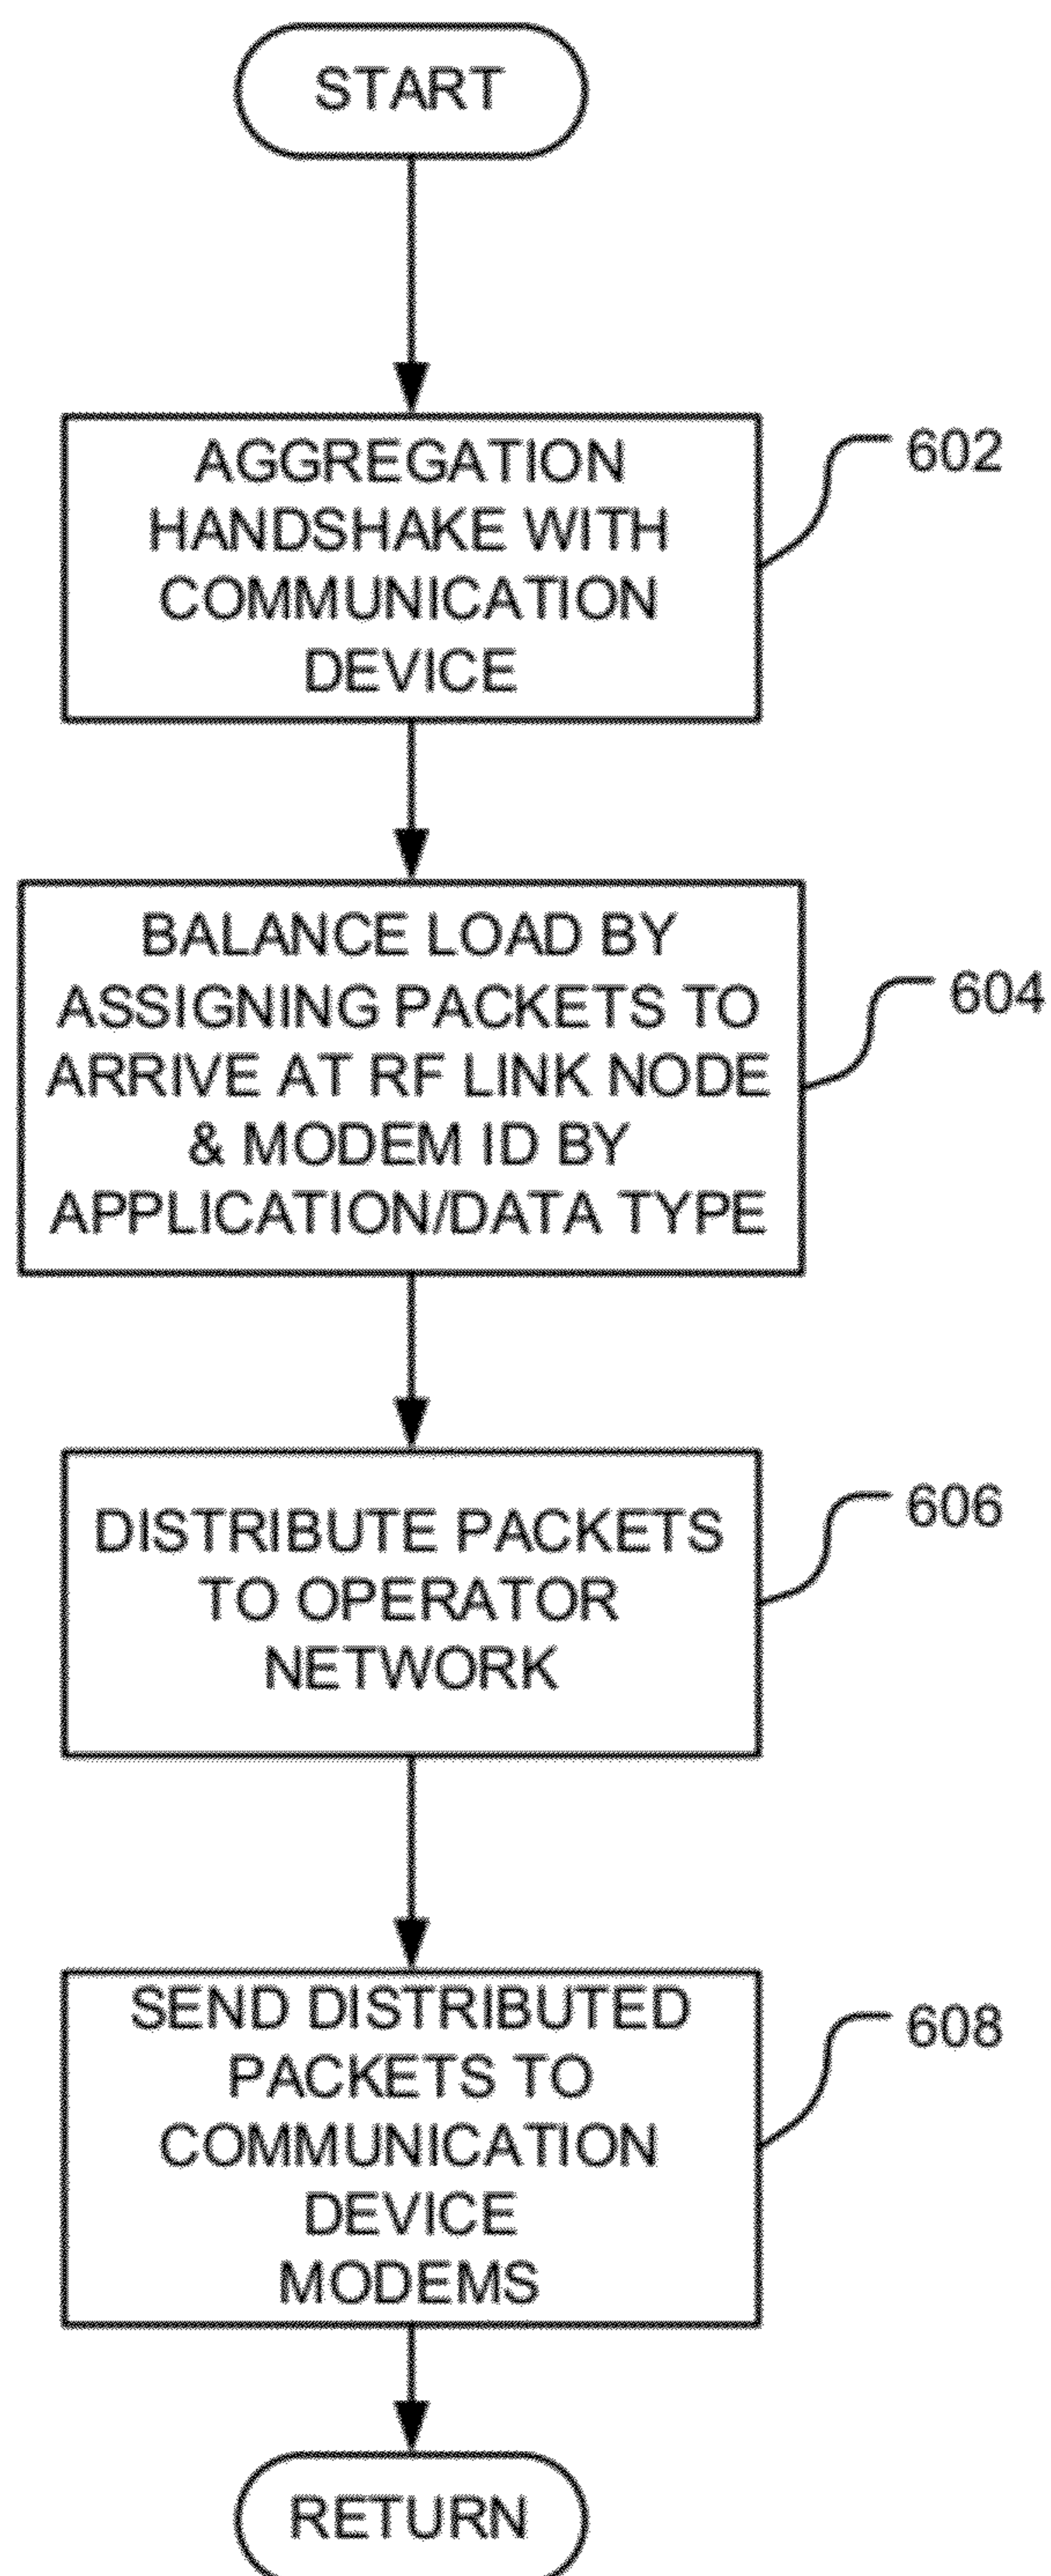 START
AGGREGATION
HANDSHAKE WITH
COMMUNICATION
DEVICE
602
BALANCE LOAD BY
ASSIGNING PACKETS TO
ARRIVE AT RF LINK NODE
& MODEM ID BY
APPLICATION/DATA TYPE
604
DISTRIBUTE PACKETS
TO OPERATOR
NETWORK
606
SEND DISTRIBUTED
PACKETS TO
COMMUNICATION
DEVICE
MODEMS
608
RETURN